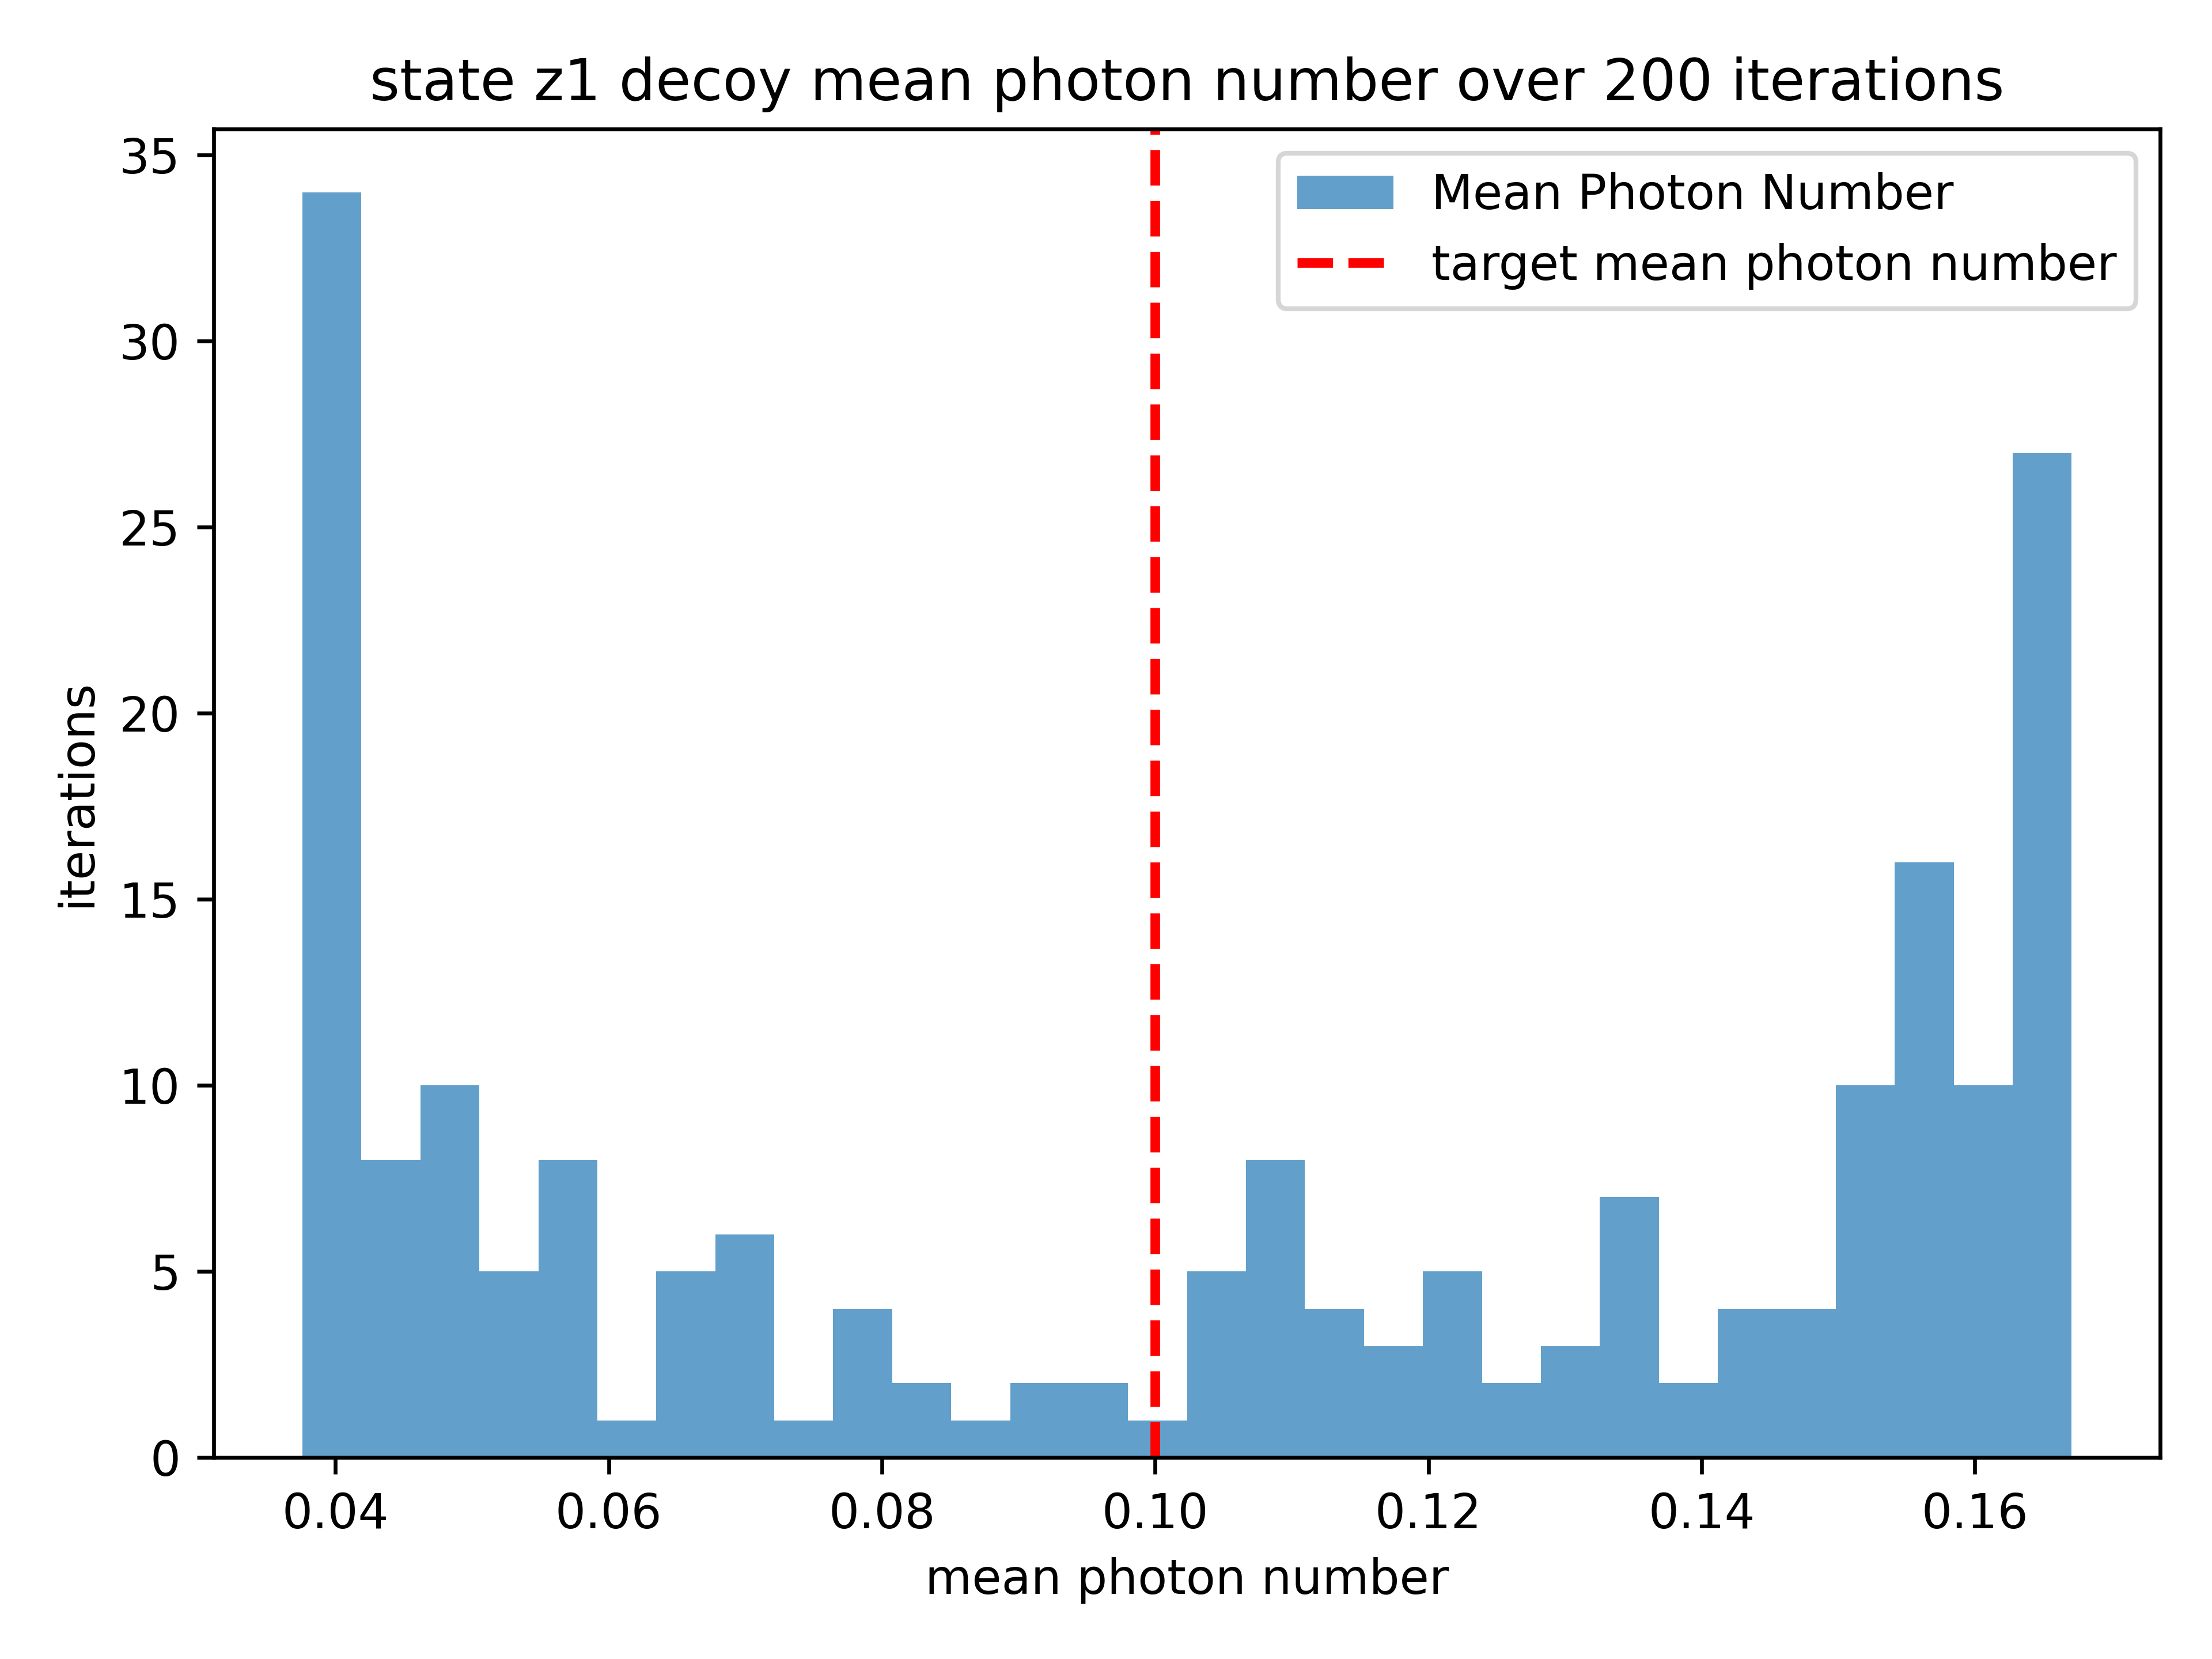 state z1 decoy mean photon number over 200 iterations
Mean Photon Number
target mean photon number
35
30
25
20
15
10
5
0
iterations
0.04 0.06 0.08 0.10 0.12 0.14 0.16
mean photon number